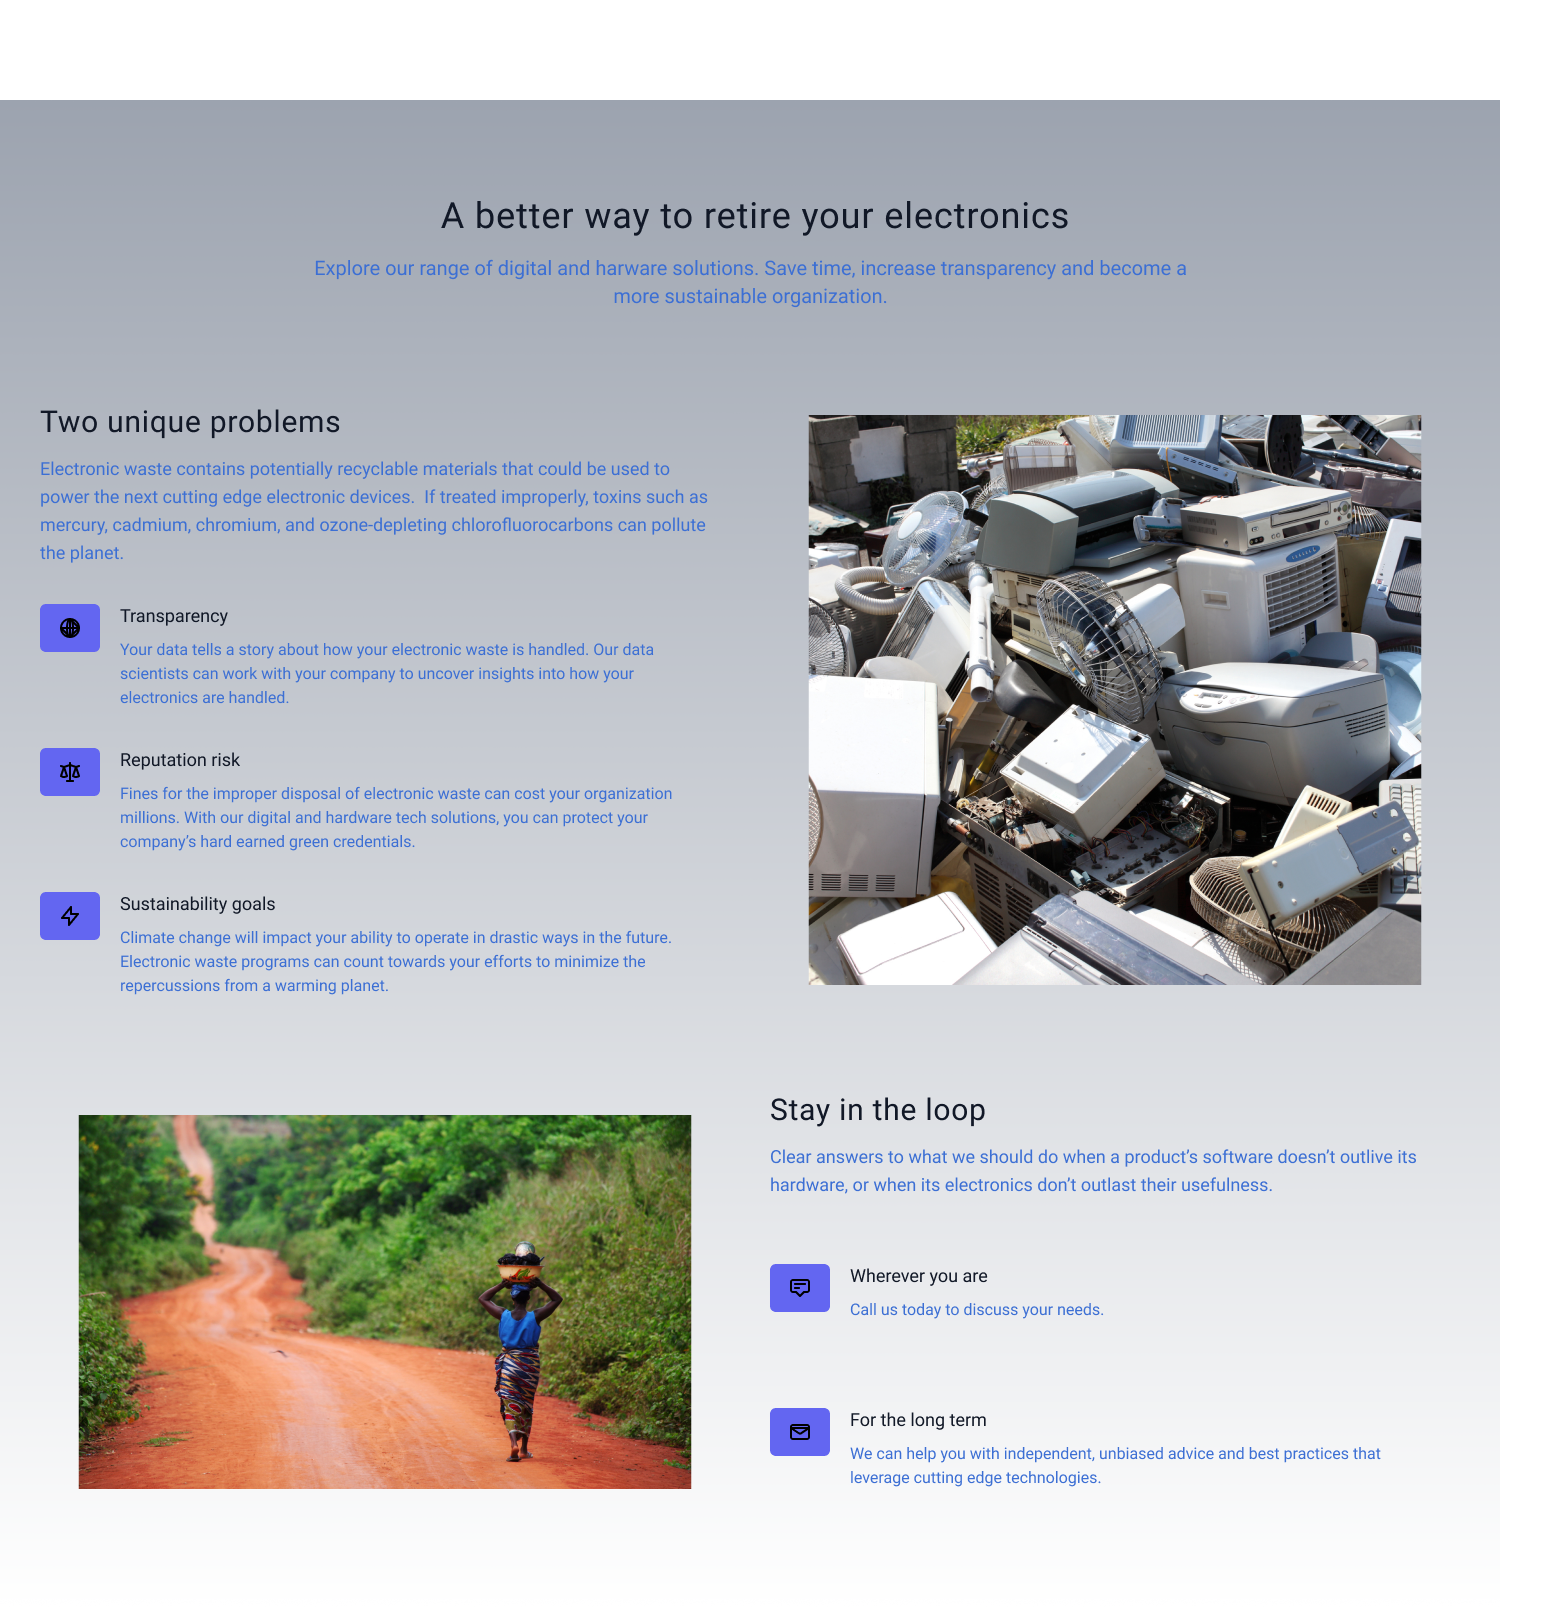 A better way to retire your electronics
Explore our range of digital and harware solutions. Save time, increase transparency and become a
more sustainable organization.
Two unique problems
Electronic waste contains potentially recyclable materials that could be used to
power the next cutting edge electronic devices.  If treated improperly, toxins such as
mercury, cadmium, chromium, and ozone-depleting chlorofluorocarbons can pollute
the planet.
Transparency
Your data tells a story about how your electronic waste is handled. Our data
scientists can work with your company to uncover insights into how your
electronics are handled.
Reputation risk
Fines for the improper disposal of electronic waste can cost your organization
millions. With our digital and hardware tech solutions, you can protect your
company’s hard earned green credentials.
Sustainability goals
Climate change will impact your ability to operate in drastic ways in the future.
Electronic waste programs can count towards your efforts to minimize the
repercussions from a warming planet.
Stay in the loop
Clear answers to what we should do when a product’s software doesn’t outlive its
hardware, or when its electronics don’t outlast their usefulness.
Wherever you are
Call us today to discuss your needs.
For the long term
We can help you with independent, unbiased advice and best practices that
leverage cutting edge technologies.